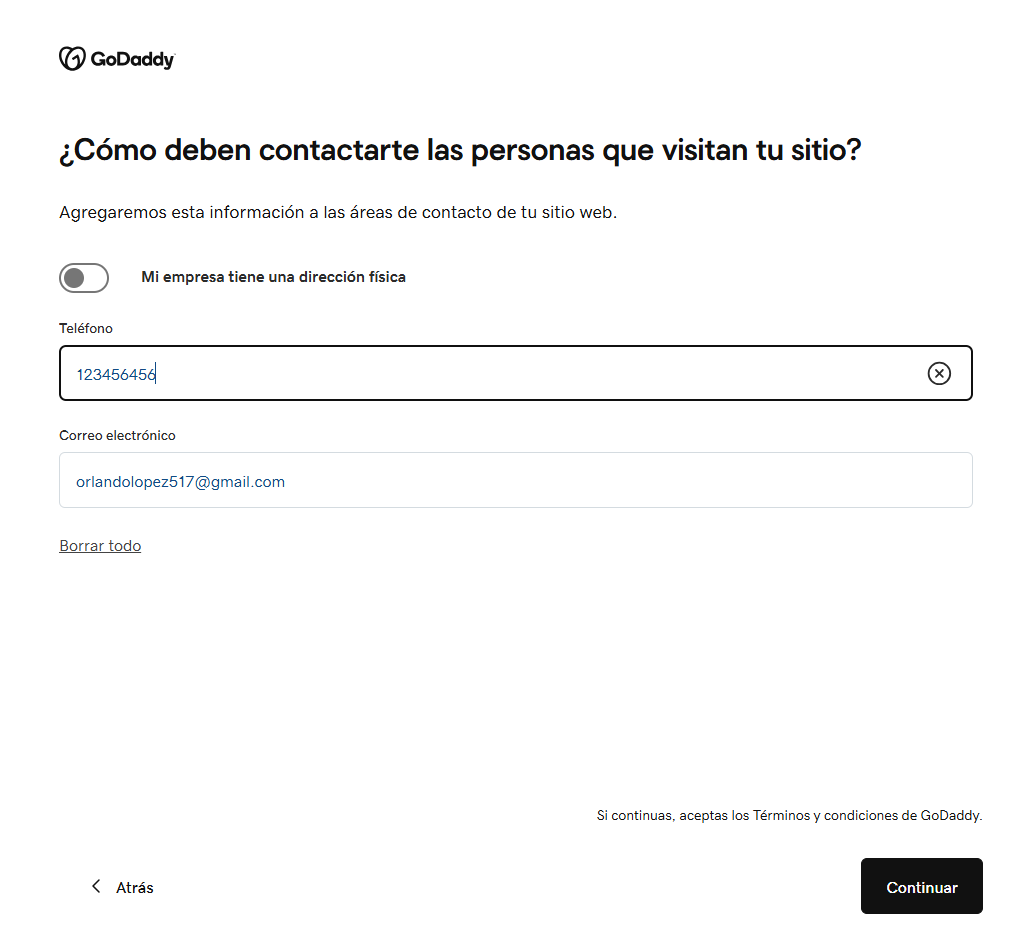 GoDaddy
¿Cómo deben contactarte las personas que visitan tu sitio?
Agregaremos esta información a las áreas de contacto de tu sitio web.
Mi empresa tiene una dirección física
Teléfono
123456456
Correo electrónico
orlandolopez517@gmail.com
Borrar todo
Si continuas, aceptas los Términos y condiciones de GoDaddy.
Atrás
Continuar